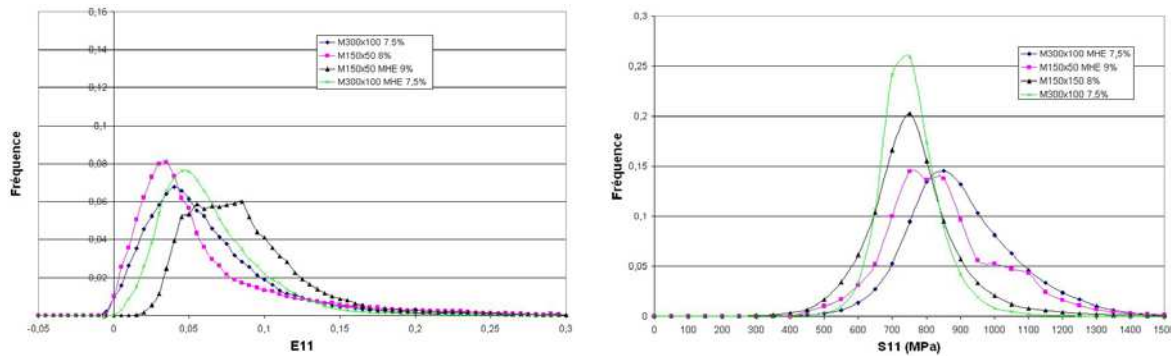 0,16
0,14
0,12
0,1
0,08
0,06
0,04
0,02
0
Fréquence
M300x100 7.5%
M150x50 8%
M150x50 MHE 9%
M300x100 MHE 7,5%
-0,05 0 0,05 0,1 0,15 0,2 0,25 0,3
E11
0,3
0,25
0,2
0,15
0,1
0,05
0
Fréquence
M300x100 MHE 7,5%
M150x50 MHE 9%
M150x150 8%
M300x100 7.5%
0 100 200 300 400 500 600 700 800 900 1000 1100 1200 1300 1400 1500
S11 (MPa)